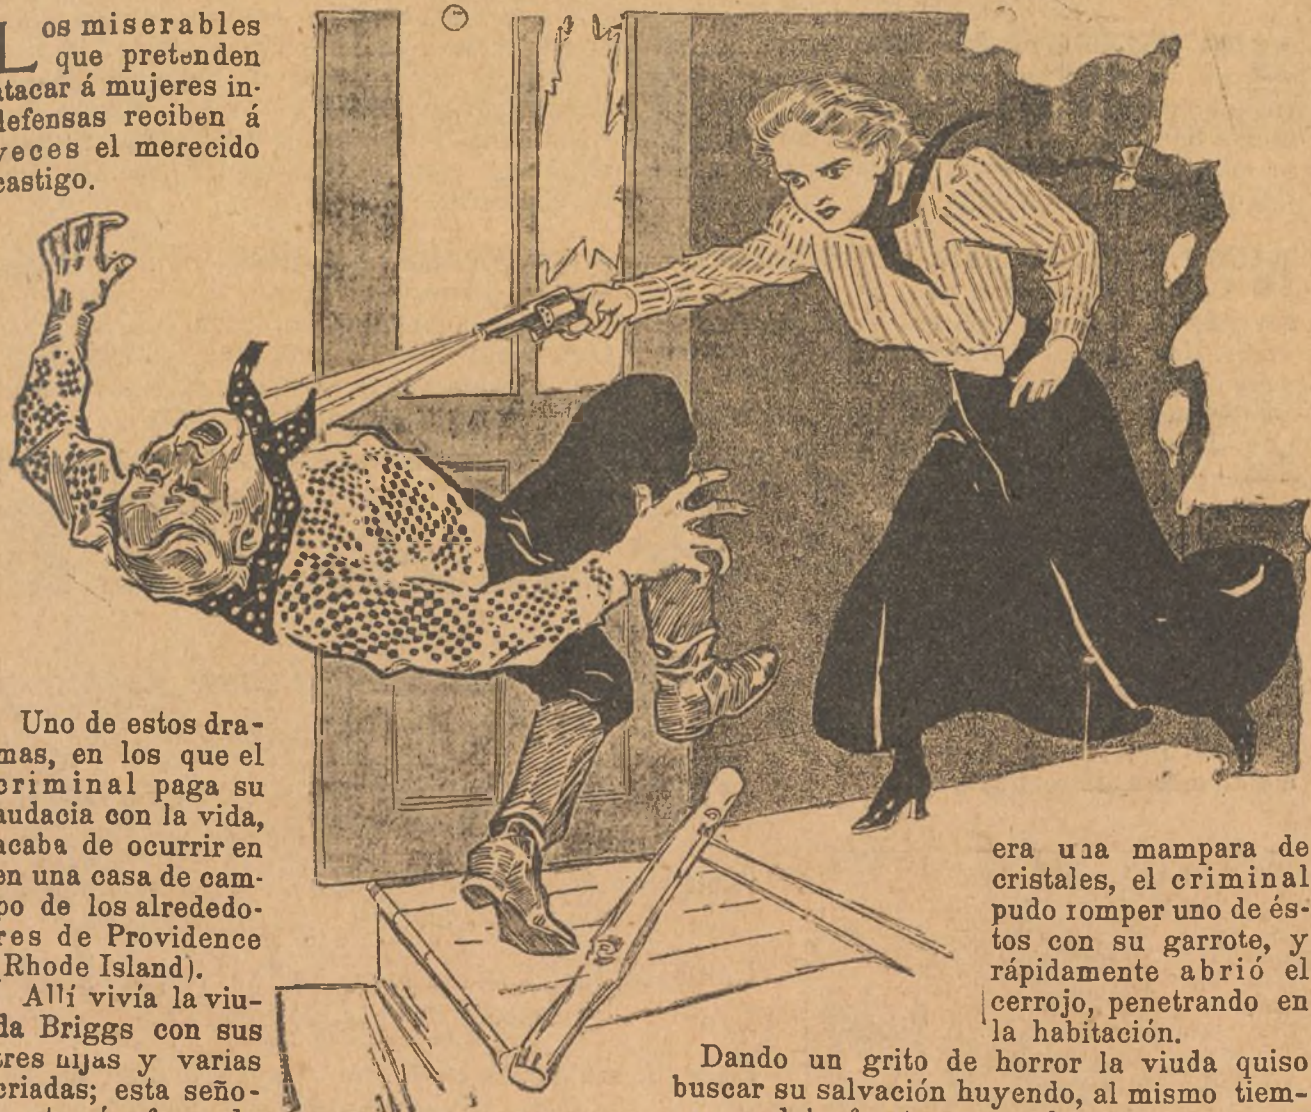 Los miserables
que pretenden
atacar á mujeres in-
defensas reciben á
veces el merecido
castigo.
Uno de estos dra-
mas, en los que el
criminal paga su
audacia con la vida,
acaba de ocurrir en
en una casa de cam-
po de los alrededo-
res de Providence
(Rhode Island).
Allí vivía la viu-
da Briggs con sus
tres hijas y varias
criadas; esta seño-
era una mampara de
cristales, el criminal
pudo romper uno de és-
tos con su garrote, y
rápidamente abrió el
cerrojo, penetrando en
la habitación.
Dando un grito de horror la viuda quiso
buscar su salvación huyendo, al mismo tiem-